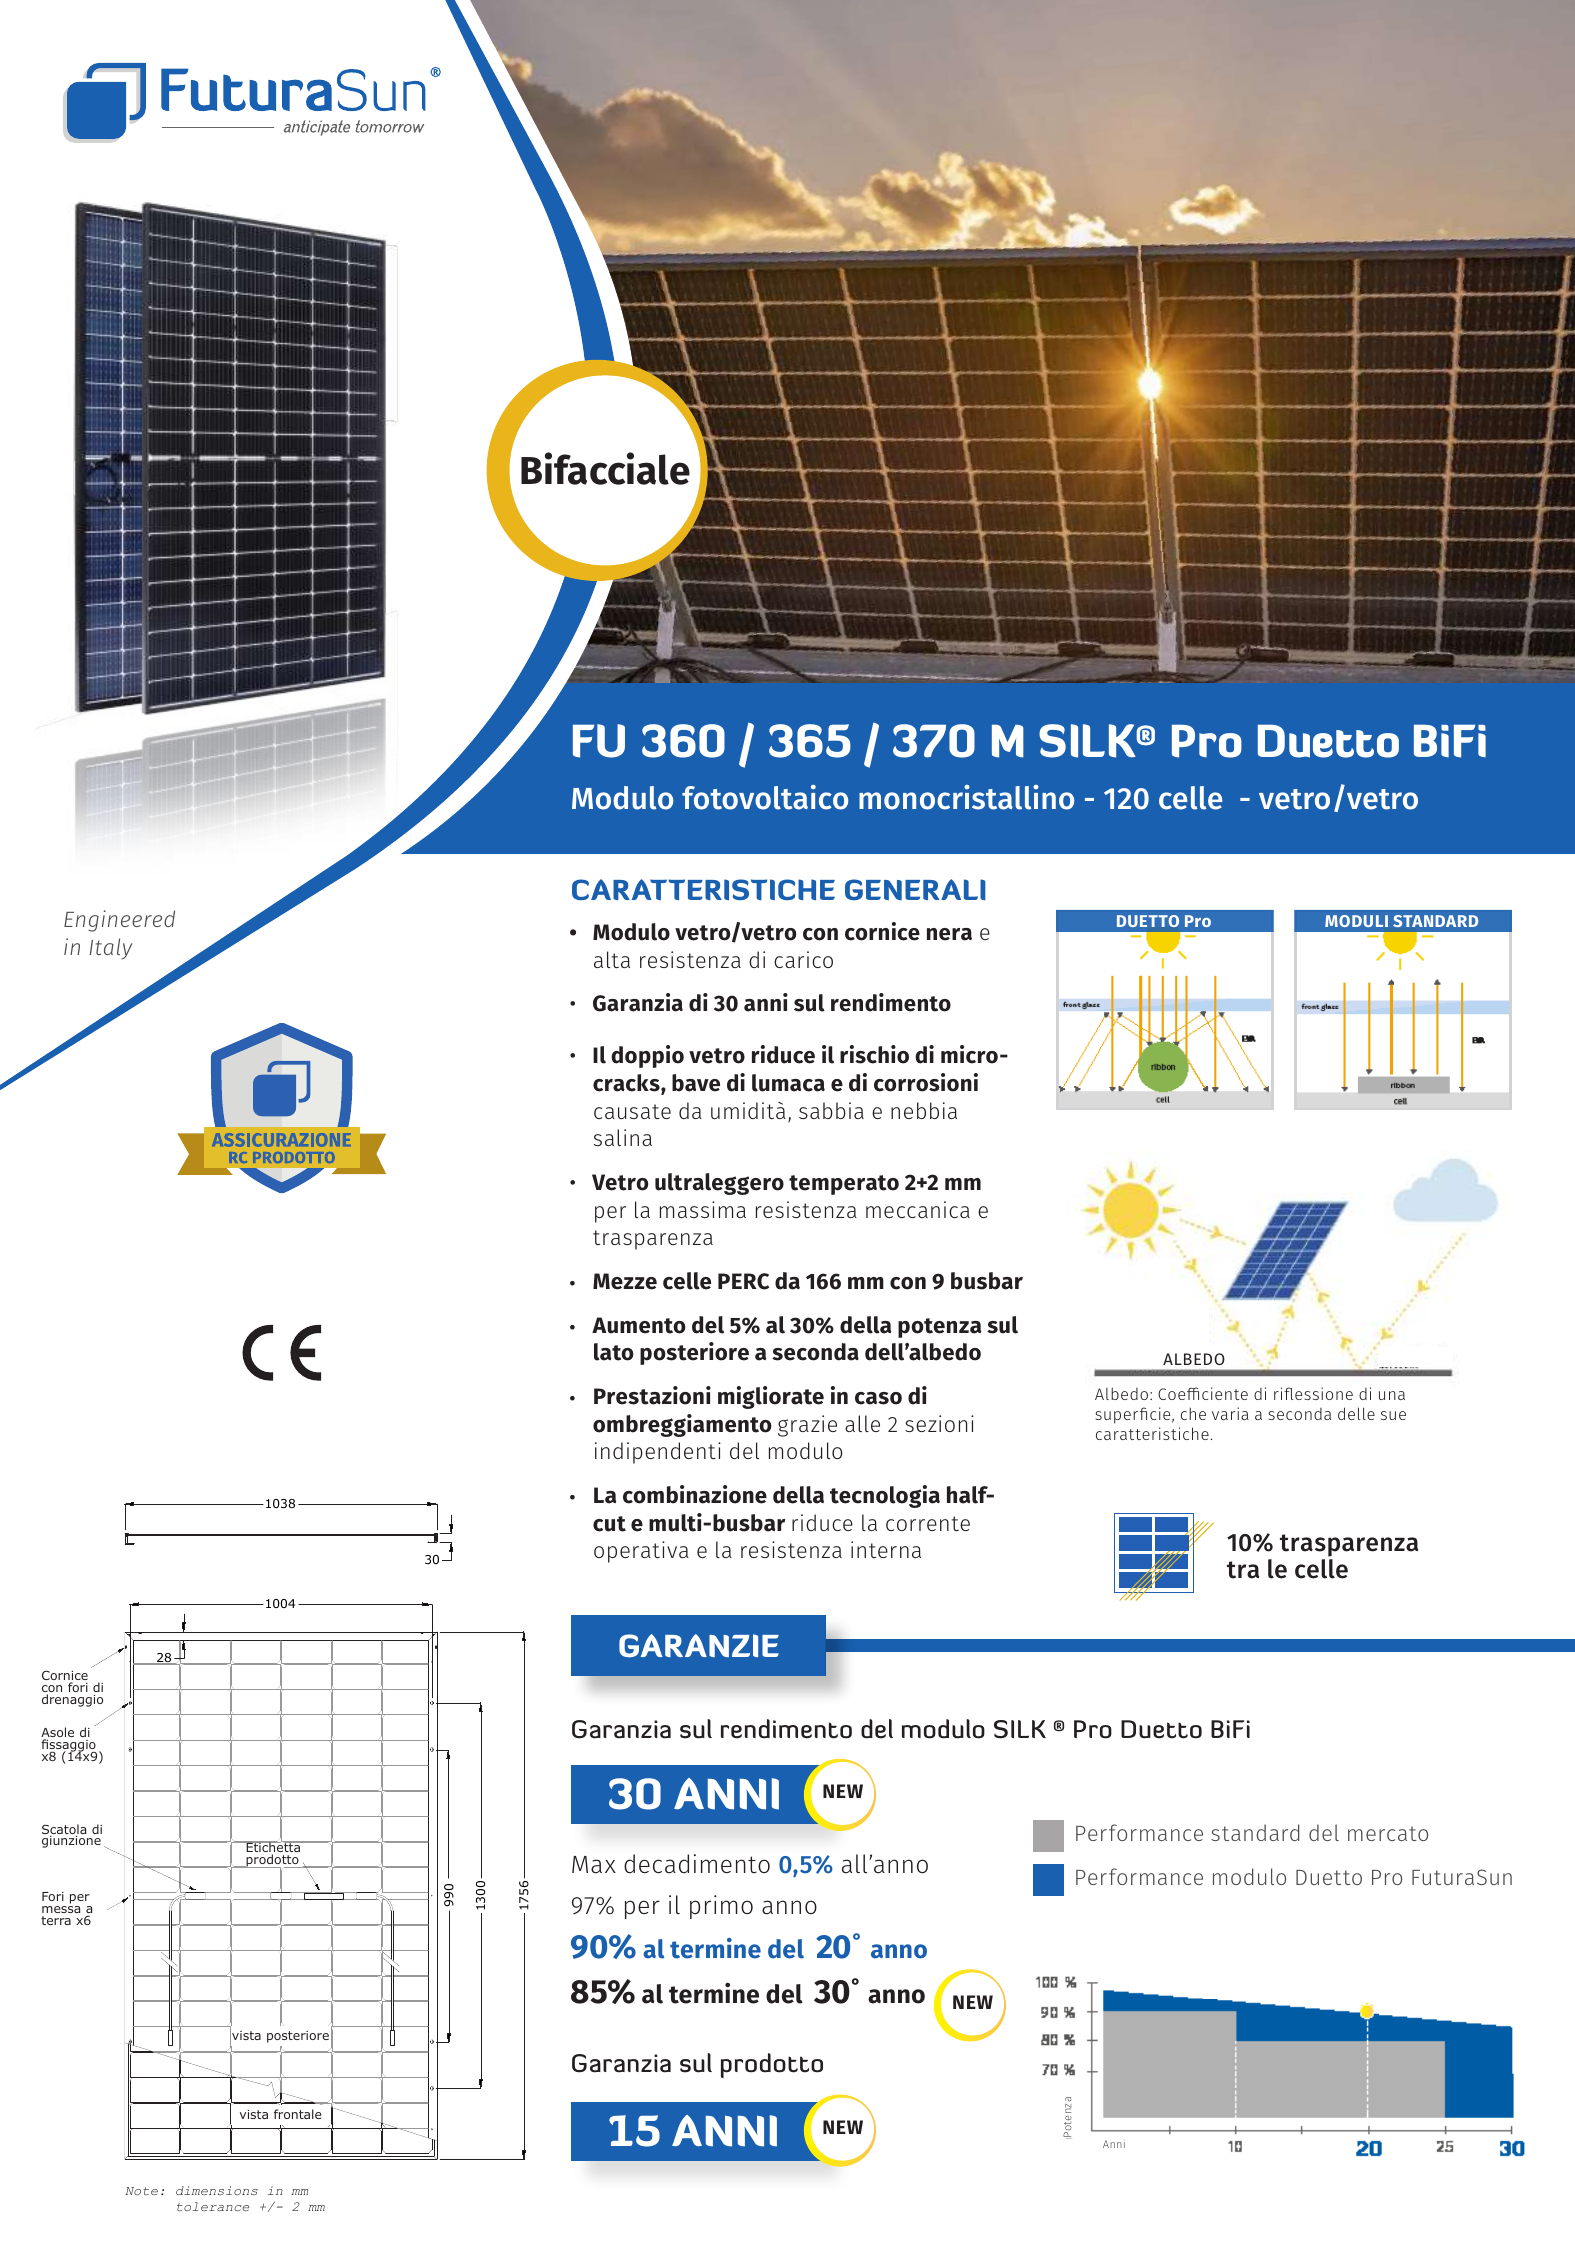 FuturaSun®
anticipate tomorrow
Bifacciale
FU 360 / 365 / 370 M SILK® Pro Duetto BiFi
Modulo fotovoltaico monocristallino - 120 celle - vetro/vetro
Engineered
in Italy
ASSICURAZIONE
RC PRODOTTO
CE
CARATTERISTICHE GENERALI
• Modulo vetro/vetro con cornice nera e
alta resistenza di carico
• Garanzia di 30 anni sul rendimento
• Il doppio vetro riduce il rischio di micro-
cracks, bave di lumaca e di corrosioni
causate da umidità, sabbia e nebbia
salina
• Vetro ultraleggero temperato 2+2 mm
per la massima resistenza meccanica e
trasparenza
• Mezze celle PERC da 166 mm con 9 busbar
• Aumento del 5% al 30% della potenza sul
lato posteriore a seconda dell’albedo
• Prestazioni migliorate in caso di
ombreggiamento grazie alle 2 sezioni
indipendenti del modulo
• La combinazione della tecnologia half-
cut e multi-busbar riduce la corrente
operativa e la resistenza interna
DUETTO Pro
front glass
EVA
ribbon
cell
MODULI STANDARD
front glass
EVA
ribbon
cell
ALBEDO
Albedo: Coefficiente di riflessione di una
superficie, che varia a seconda delle sue
caratteristiche.
10% trasparenza
tra le celle
1038
30
1004
28
Cornice
con fori di
drenaggio
Asole di
fissaggio
x8 (14x9)
Scatola di
giunzione
Etichetta
prodotto
Fori per
messa a
terra x6
990
1300
1756
vista posteriore
vista frontale
Note: dimensions in mm
tolerance +/- 2 mm
GARANZIE
Garanzia sul rendimento del modulo SILK ® Pro Duetto BiFi
30 ANNI
NEW
Max decadimento 0,5% all’anno
97% per il primo anno
90% al termine del 20° anno
85% al termine del 30° anno
NEW
Garanzia sul prodotto
15 ANNI
NEW
Performance standard del mercato
Performance modulo Duetto Pro FuturaSun
100 %
90 %
80 %
70 %
Potenza
Anni
10
20
25
30